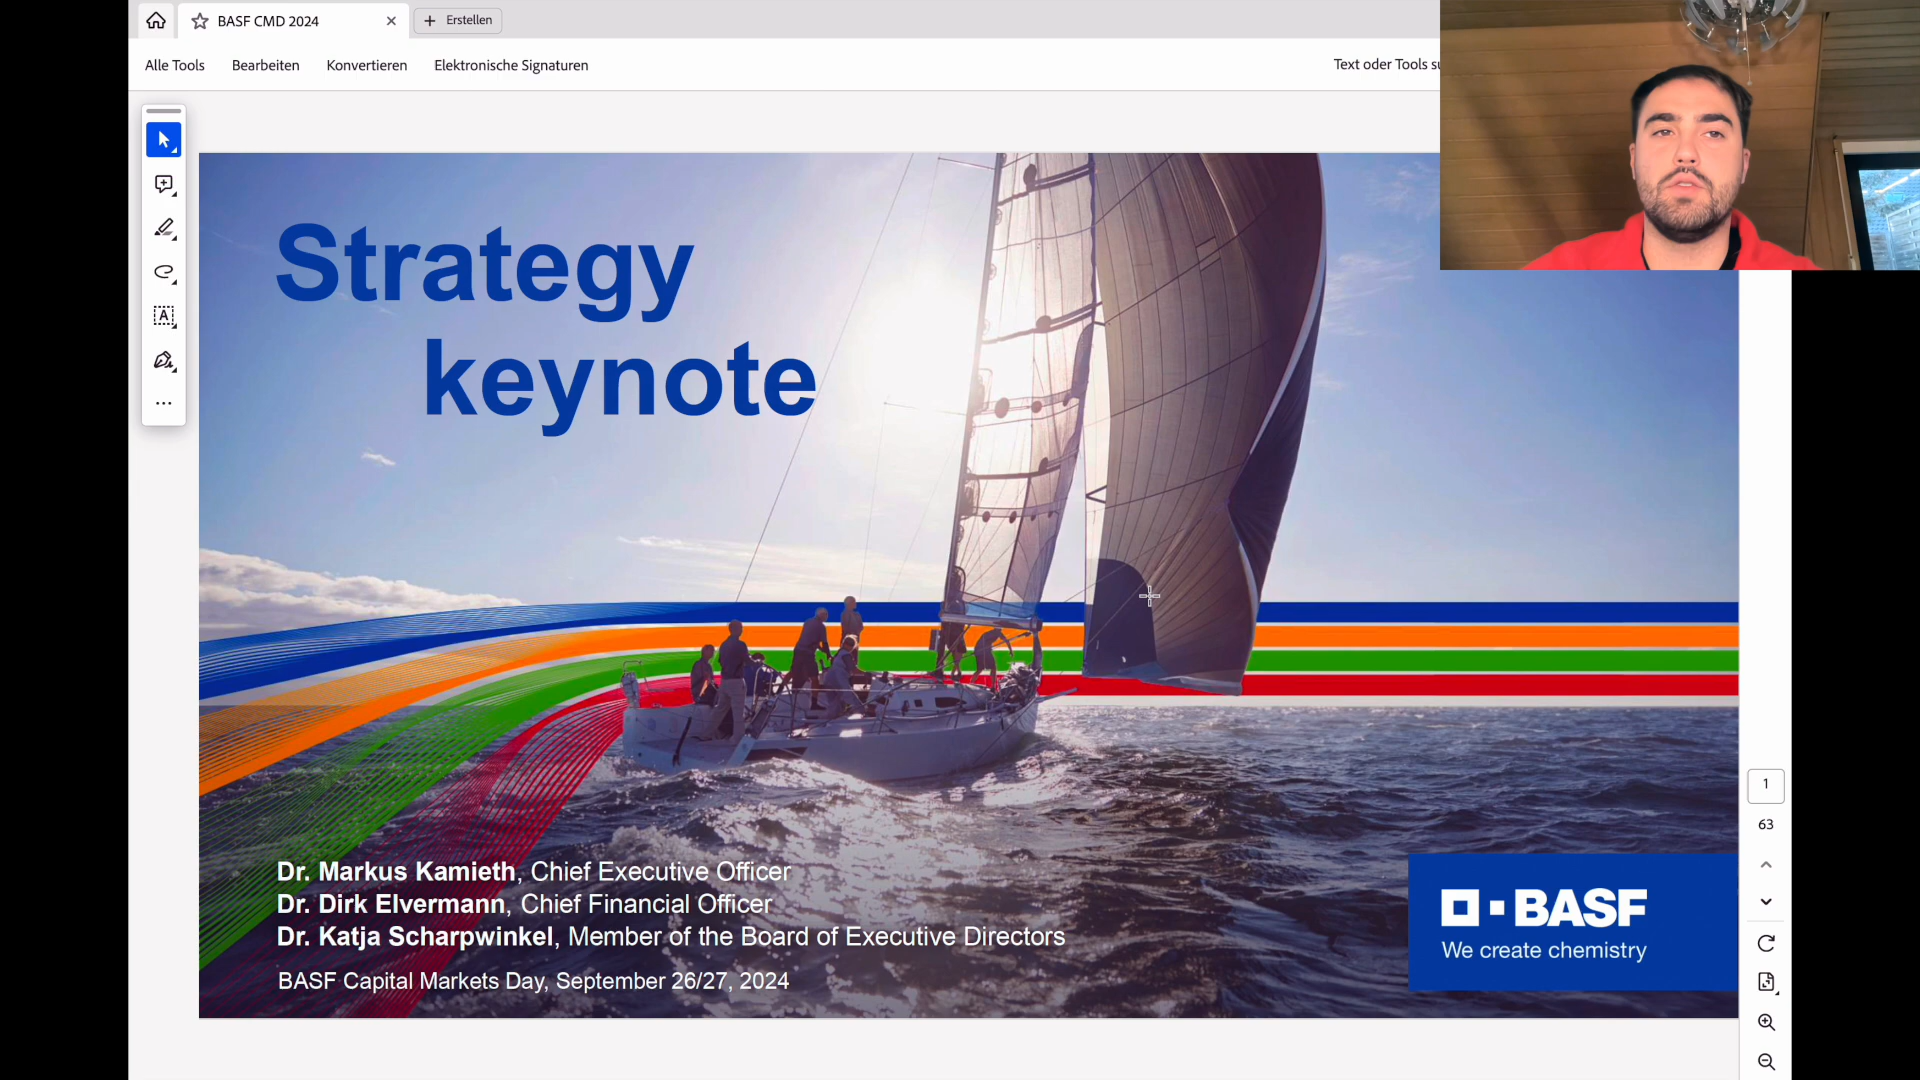 BASF CMD 2024
Erstellen
Alle Tools
Bearbeiten
Konvertieren
Elektronische Signaturen
Text oder Tools
Strategy
keynote
Dr. Markus Kamieth, Chief Executive Officer
Dr. Dirk Elvermann, Chief Financial Officer
Dr. Katja Scharpwinkel, Member of the Board of Executive Directors
BASF Capital Markets Day, September 26/27, 2024
BASF
We create chemistry
1
63